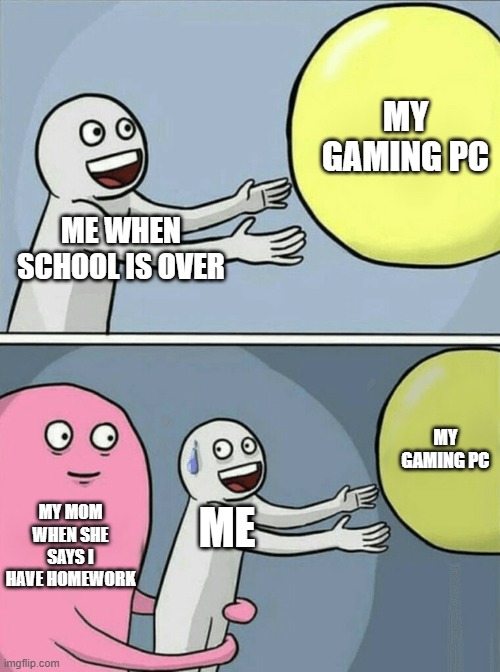 MY
GAMING PC
ME WHEN
SCHOOL IS OVER
MY
GAMING PC
MY MOM
WHEN SHE
SAYS I
HAVE HOMEWORK
ME
imgflip.com